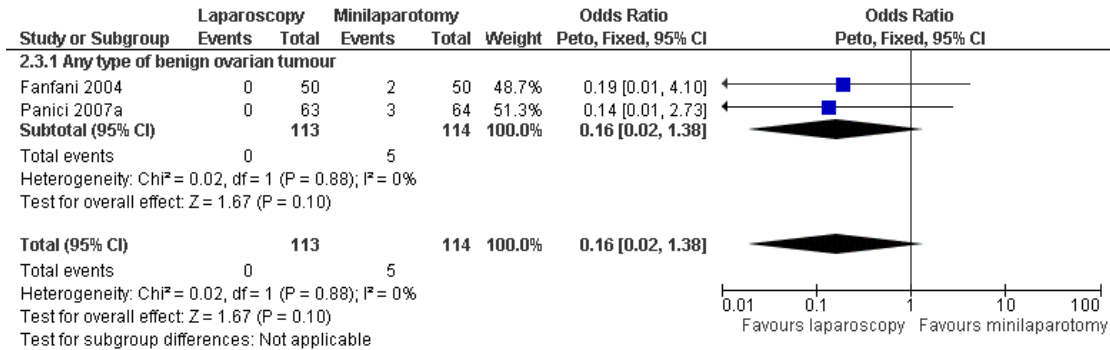 Laparoscopy Minilaparotomy Odds Ratio Odds Ratio
Study or Subgroup Events Total Events Total Weight Peto, Fixed, 95% CI Peto, Fixed, 95% CI
2.3.1 Any type of benign ovarian tumour
Fanfani 2004 0 50 2 50 48.7% 0.19 [0.01, 4.10]
Panici 2007a 0 63 3 64 51.3% 0.14 [0.01, 2.73]
Subtotal (95% CI) 113 114 100.0% 0.16 [0.02, 1.38]
Total events 0 5
Heterogeneity: Chi² = 0.02, df = 1 (P = 0.88); I² = 0%
Test for overall effect: Z = 1.67 (P = 0.10)
Total (95% CI) 113 114 100.0% 0.16 [0.02, 1.38]
Total events 0 5
Heterogeneity: Chi² = 0.02, df = 1 (P = 0.88); I² = 0%
Test for overall effect: Z = 1.67 (P = 0.10)
Test for subgroup differences: Not applicable
0.01 0.1 1 10 100
Favours laparoscopy Favours minilaparotomy